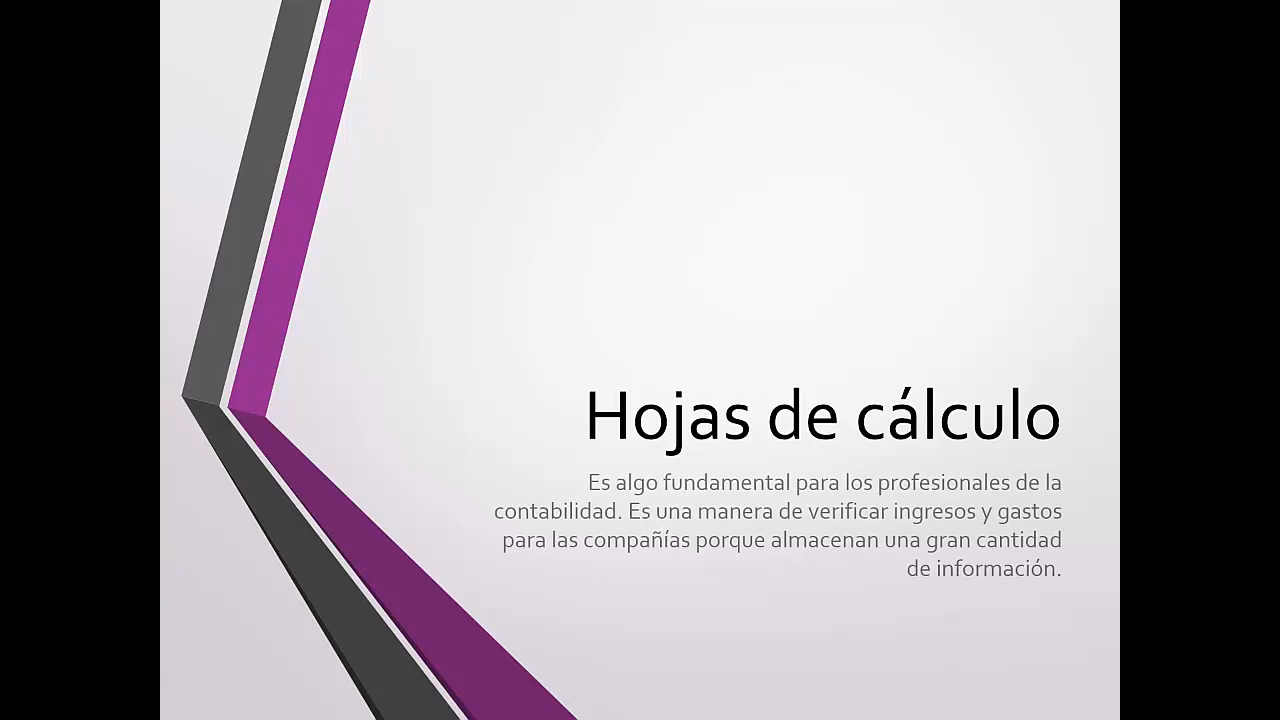 Hojas de cálculo
Es algo fundamental para los profesionales de la
contabilidad. Es una manera de verificar ingresos y gastos
para las compañías porque almacenan una gran cantidad
de información.